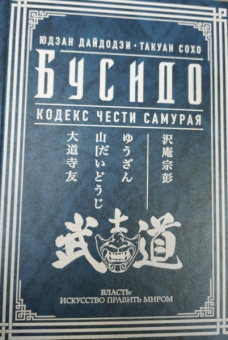 ЮДЗАН ДАЙДОДЗИ · ТАКУАН СОХО
БУСИДО
КОДЕКС ЧЕСТИ САМУРАЯ
沢庵宗彭
ゆうざん
山[だいどうじ
大道寺友
武士道
ВЛАСТЬ:
ИСКУССТВО ПРАВИТЬ МИРОМ